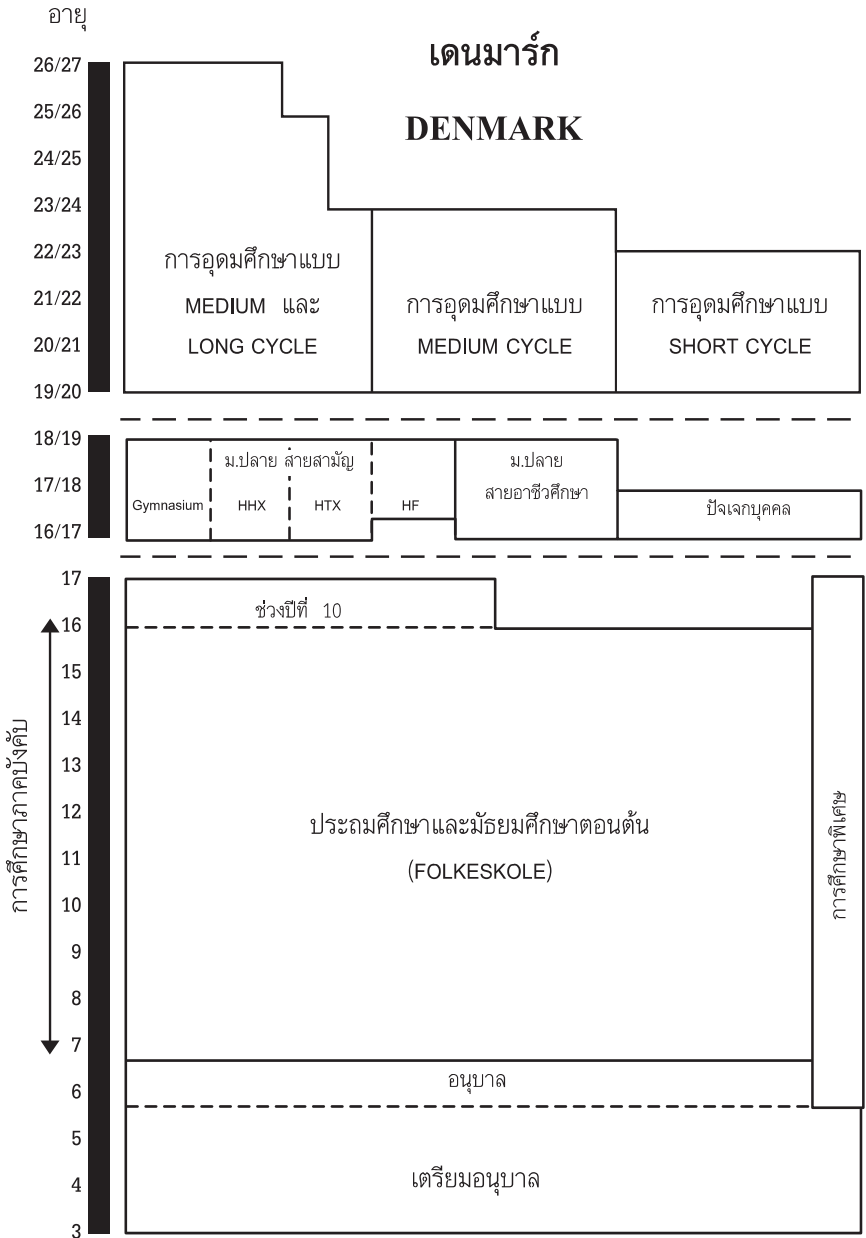 อายุ
เดนมาร์ก
DENMARK
26/27
25/26
24/25
23/24
22/23
21/22
20/21
19/20
การอุดมศึกษาแบบ
MEDIUM และ
LONG CYCLE
การอุดมศึกษาแบบ
MEDIUM CYCLE
การอุดมศึกษาแบบ
SHORT CYCLE
18/19
17/18
16/17
ม.ปลาย สายสามัญ
Gymnasium
HHX
HTX
HF
ม.ปลาย
สายอาชีวศึกษา
ปัจเจกบุคคล
17
16
15
14
13
12
11
10
9
8
7
6
5
4
3
การศึกษาภาคบังคับ
ช่วงปีที่ 10
ประถมศึกษาและมัธยมศึกษาตอนต้น
(FOLKESKOLE)
การศึกษาพิเศษ
อนุบาล
เตรียมอนุบาล